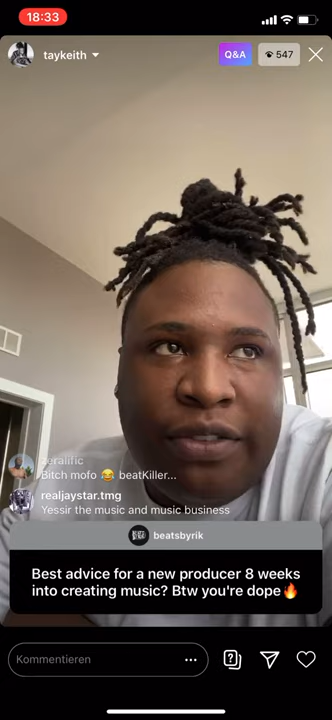 18:33
taykeith
Q&A
547
zeralific
Bitch mofo 😂 beatKiller...
realjaystar.tmg
Yessir the music and music business
beatsbyrik
Best advice for a new producer 8 weeks
into creating music? Btw you're dope🔥
Kommentieren